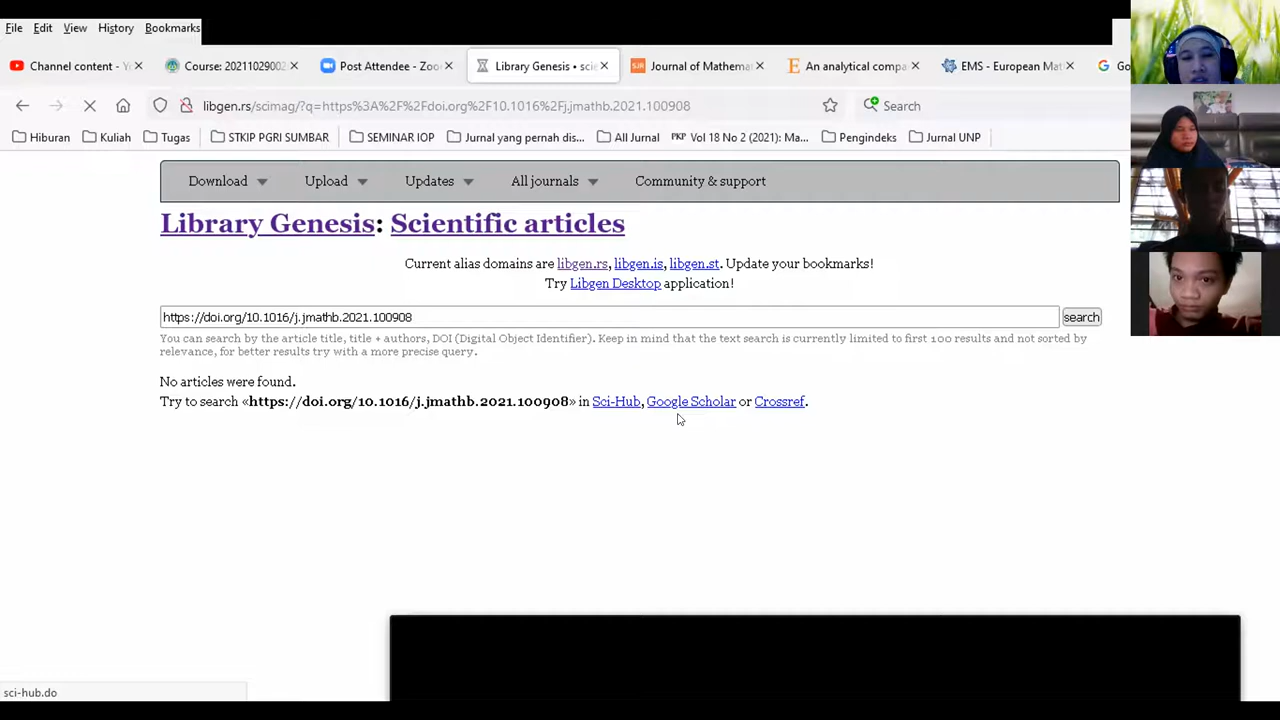 File Edit View History Bookmarks
Channel content - Course: 20211029002 Post Attendee - Zoo Library Genesis • scie Journal of Mathema An analytical compa EMS - European Mat Go
libgen.rs/scimag/?q=https%3A%2F%2Fdoi.org%2F10.1016%2Fj.jmathb.2021.100908 Search
Hiburan Kuliah Tugas STKIP PGRI SUMBAR SEMINAR IOP Jurnal yang pernah dis... All Jurnal PKP Vol 18 No 2 (2021): Ma... Pengindeks Jurnal UNP
Download Upload Updates All journals Community & support
Library Genesis: Scientific articles
Current alias domains are libgen.rs, libgen.is, libgen.st. Update your bookmarks!
Try Libgen Desktop application!
https://doi.org/10.1016/j.jmathb.2021.100908 search
You can search by the article title, title + authors, DOI (Digital Object Identifier). Keep in mind that the text search is currently limited to first 100 results and not sorted by
relevance, for better results try with a more precise query.
No articles were found.
Try to search «https://doi.org/10.1016/j.jmathb.2021.100908» in Sci-Hub, Google Scholar or Crossref.
sci-hub.do